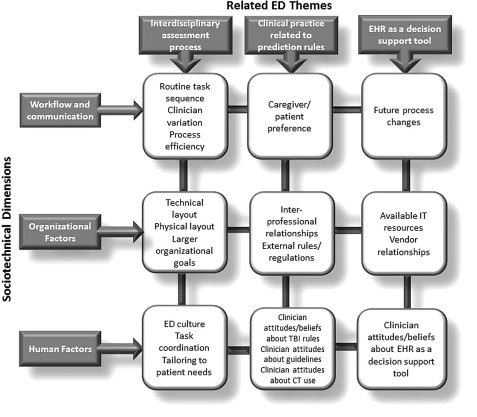 Related ED Themes
Interdisciplinary
assessment
process
Clinical practice
related to
prediction rules
EHR as a decision
support tool
Sociotechnical Dimensions
Workflow and
communication
Routine task
sequence
Clinician
variation
Process
efficiency
Caregiver/
patient
preference
Future process
changes
Organizational
Factors
Technical
layout
Physical layout
Larger
organizational
goals
Inter-
professional
relationships
External rules/
regulations
Available IT
resources
Vendor
relationships
Human Factors
ED culture
Task
coordination
Tailoring to
patient needs
Clinician
attitudes/beliefs
about TBI rules
Clinician attitudes
about guidelines
Clinician attitudes
about CT use
Clinician
attitudes/beliefs
about EHR as a
decision support
tool